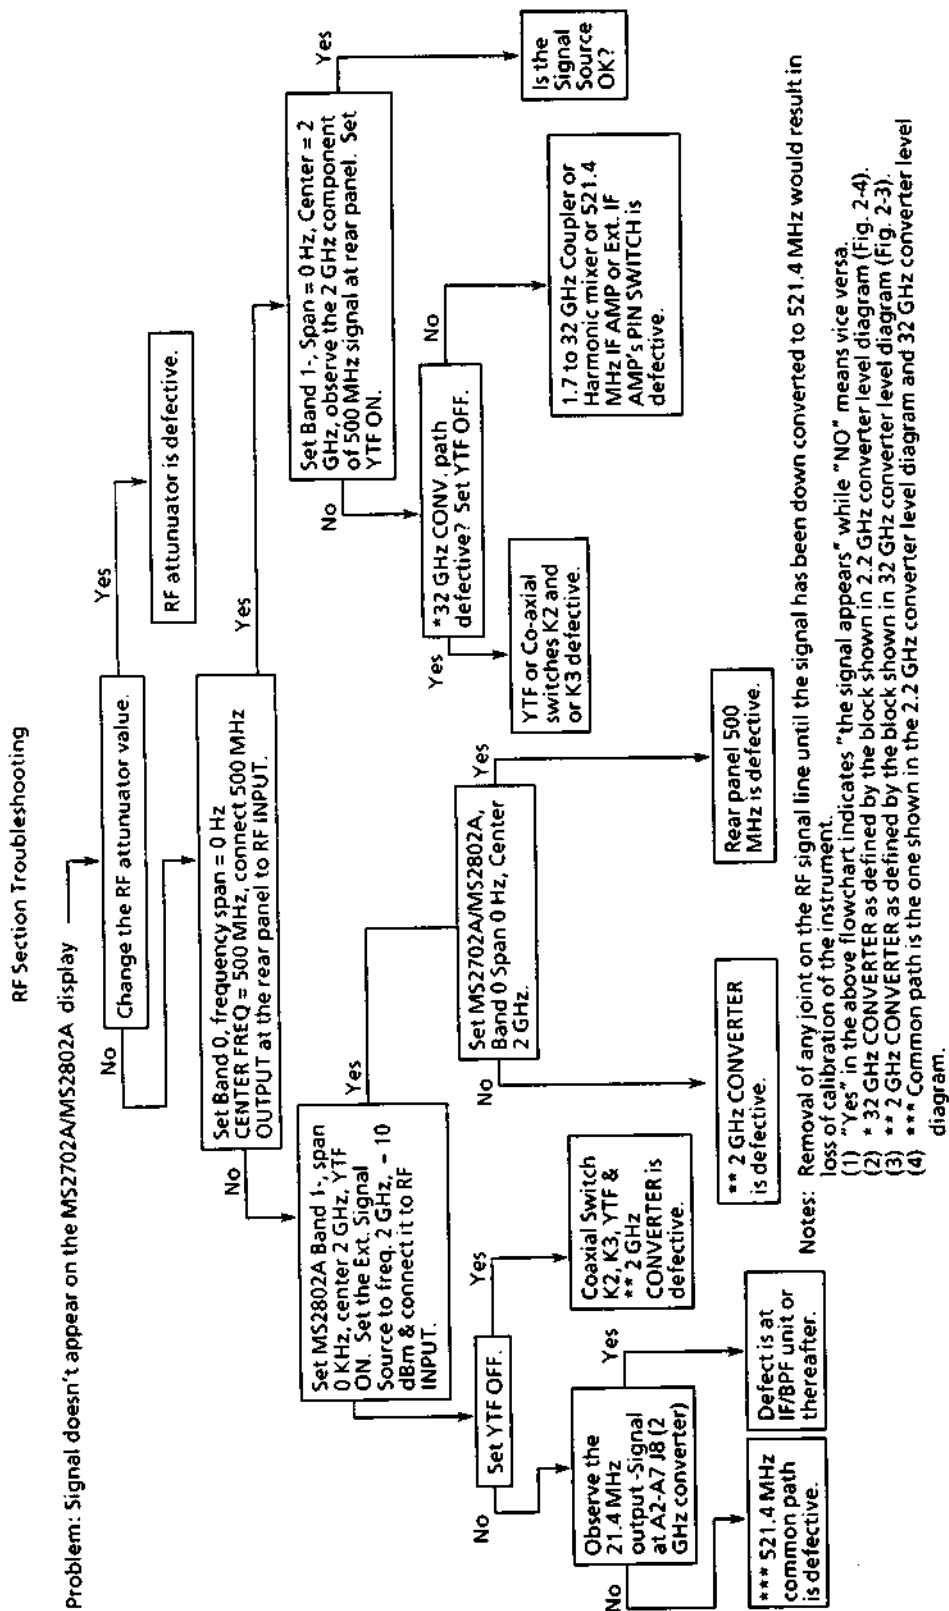 RF Section Troubleshooting
Problem: Signal doesn't appear on the MS2702A/MS2802A display
Change the RF attunuator value.
No
Yes
RF attunuator is defective.
Set Band 0, frequency span = 0 Hz
CENTER FREQ = 500 MHz, connect 500 MHz
OUTPUT at the rear panel to RF INPUT.
No
Yes
Set Band 1-, Span = 0 Hz, Center = 2
GHz, observe the 2 GHz component
of 500 MHz signal at rear panel. Set
YTF ON.
No
Yes
Is the
Signal
Source
OK?
*32 GHz CONV. path
defective? Set YTF OFF.
Yes
No
YTF or Co-axial
switches K2 and
or K3 defective.
1.7 to 32 GHz Coupler or
Harmonic mixer or 521.4
MHz IF AMP or Ext. IF
AMP's PIN SWITCH is
defective.
Set MS2802A Band 1-, span
0 KHz, center 2 GHz, YTF
ON. Set the Ext. Signal
Source to freq. 2 GHz, – 10
dBm & connect it to RF
INPUT.
Yes
Set MS2702A/MS2802A,
Band 0 Span 0 Hz, Center
2 GHz.
No
Yes
** 2 GHz CONVERTER
is defective.
Rear panel 500
MHz is defective.
Set YTF OFF.
No
Yes
Coaxial Switch
K2, K3, YTF &
** 2 GHz
CONVERTER is
defective.
Observe the
21.4 MHz
output -Signal
at A2-A7 J8 (2
GHz converter)
No
Yes
*** 521.4 MHz
common path
is defective.
Defect is at
IF/BPF unit or
thereafter.
Notes: Removal of any joint on the RF signal line until the signal has been down converted to 521.4 MHz would result in
loss of calibration of the instrument.
(1) "Yes" in the above flowchart indicates "the signal appears" while "NO" means vice versa.
(2) * 32 GHz CONVERTER as defined by the block shown in 2.2 GHz converter level diagram (Fig. 2-4).
(3) ** 2 GHz CONVERTER as defined by the block shown in 32 GHz converter level diagram (Fig. 2-3).
(4) *** Common path is the one shown in the 2.2 GHz converter level diagram and 32 GHz converter level
diagram.